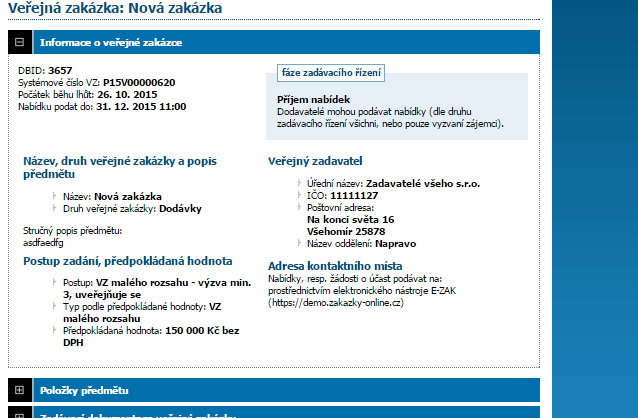 Veřejná zakázka: Nová zakázka
Informace o veřejné zakázce
DBID: 3657
Systémové číslo VZ: P15V00000620
Počátek běhu lhůt: 26. 10. 2015
Nabídku podat do: 31. 12. 2015 11:00
fáze zadávacího řízení
Příjem nabídek
Dodavatelé mohou podávat nabídky (dle druhu
zadávacího řízení všichni, nebo pouze vyzvaní zájemci).
Název, druh veřejné zakázky a popis
předmětu
Název: Nová zakázka
Druh veřejné zakázky: Dodávky
Stručný popis předmětu:
asdfaedfg
Postup zadání, předpokládaná hodnota
Postup: VZ malého rozsahu - výzva min.
3, uveřejňuje se
Typ podle předpokládané hodnoty: VZ
malého rozsahu
Předpokládaná hodnota: 150 000 Kč bez
DPH
Veřejný zadavatel
Úřední název: Zadavatelé všeho s.r.o.
IČO: 11111127
Poštovní adresa:
Na konci světa 16
Všehomír 25878
Název oddělení: Napravo
Adresa kontaktního místa
Nabídky, resp. žádosti o účast podávat na:
prostřednictvím elektronického nástroje E-ZAK
(https://demo.zakazky-online.cz)
Položky předmětu
Zadávací dokumentace veřejné zakázky